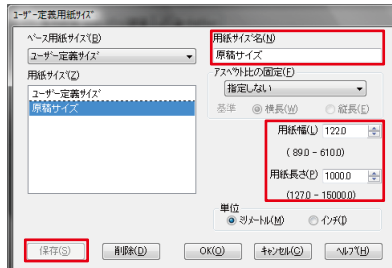 ユーザー定義用紙サイズ
ベース用紙サイズ(B)
ユーザー定義サイズ
用紙サイズ(Z)
ユーザー定義サイズ
原稿サイズ
用紙サイズ名(N)
原稿サイズ
アスペクト比の固定(F)
指定しない
基準 横長(W) 縦長(E)
用紙幅(L) 122.0
( 89.0 - 610.0)
用紙長さ(P) 1000.0
(127.0 - 15000.0)
単位
ミリメートル(M) インチ(I)
保存(S) 削除(D) OK(O) キャンセル(C) ヘルプ(H)